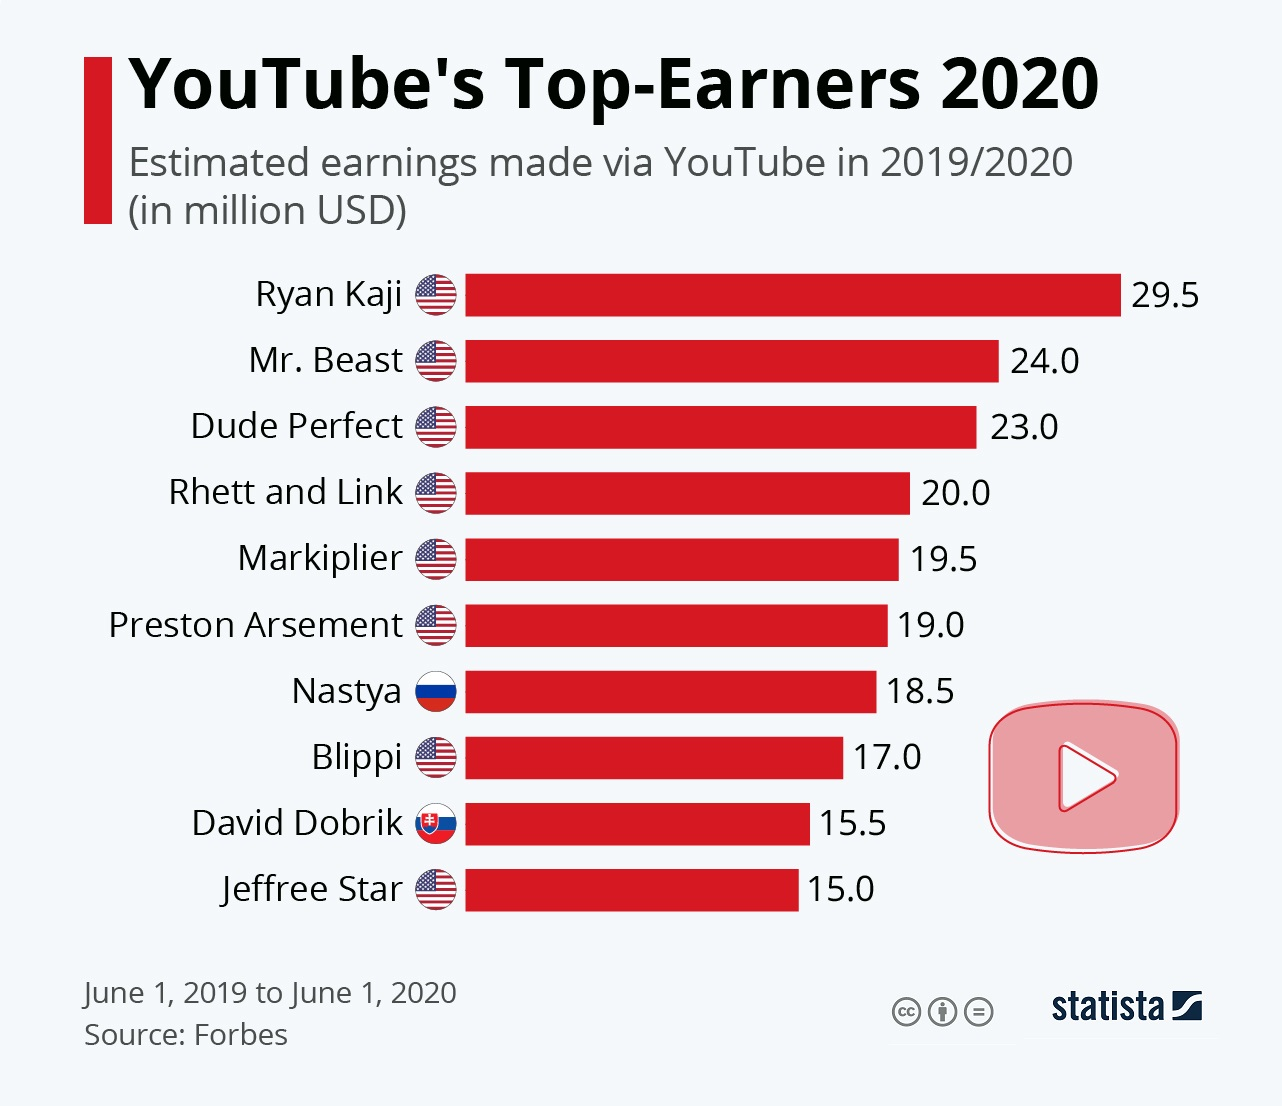 YouTube's Top-Earners 2020
Estimated earnings made via YouTube in 2019/2020
(in million USD)
Ryan Kaji 29.5
Mr. Beast 24.0
Dude Perfect 23.0
Rhett and Link 20.0
Markiplier 19.5
Preston Arsement 19.0
Nastya 18.5
Blippi 17.0
David Dobrik 15.5
Jeffree Star 15.0
June 1, 2019 to June 1, 2020
Source: Forbes
cc
statista